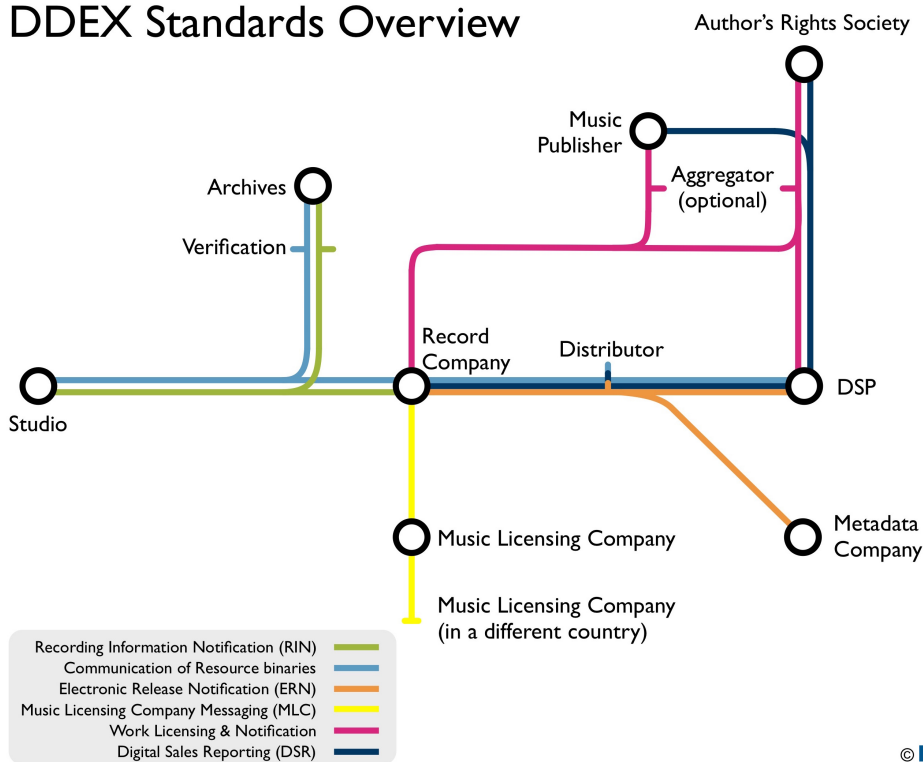 DDEX Standards Overview
Author's Rights Society
Music
Publisher
Aggregator
(optional)
Archives
Verification
Record
Company
Distributor
Studio
DSP
Metadata
Company
Music Licensing Company
Music Licensing Company
(in a different country)
Recording Information Notification (RIN)
Communication of Resource binaries
Electronic Release Notification (ERN)
Music Licensing Company Messaging (MLC)
Work Licensing & Notification
Digital Sales Reporting (DSR)
©